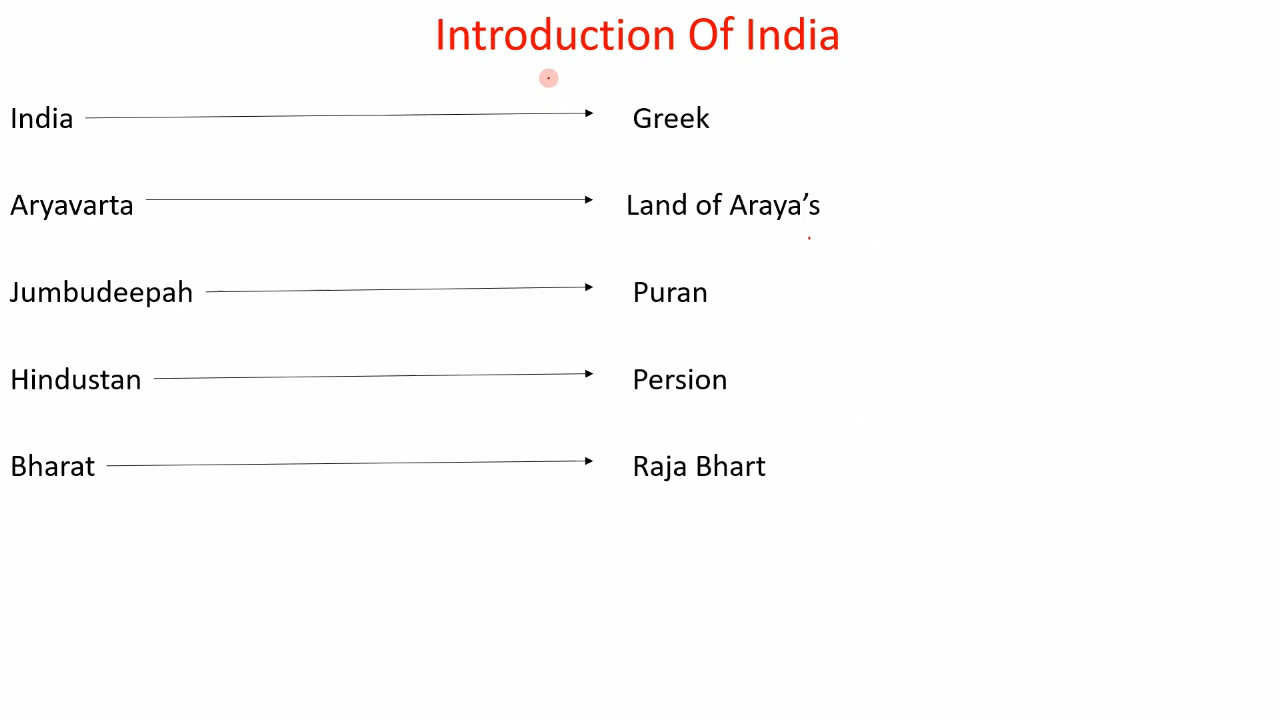 Introduction Of India
India Greek
Aryavarta Land of Araya’s
Jumbudeepah Puran
Hindustan Persion
Bharat Raja Bhart